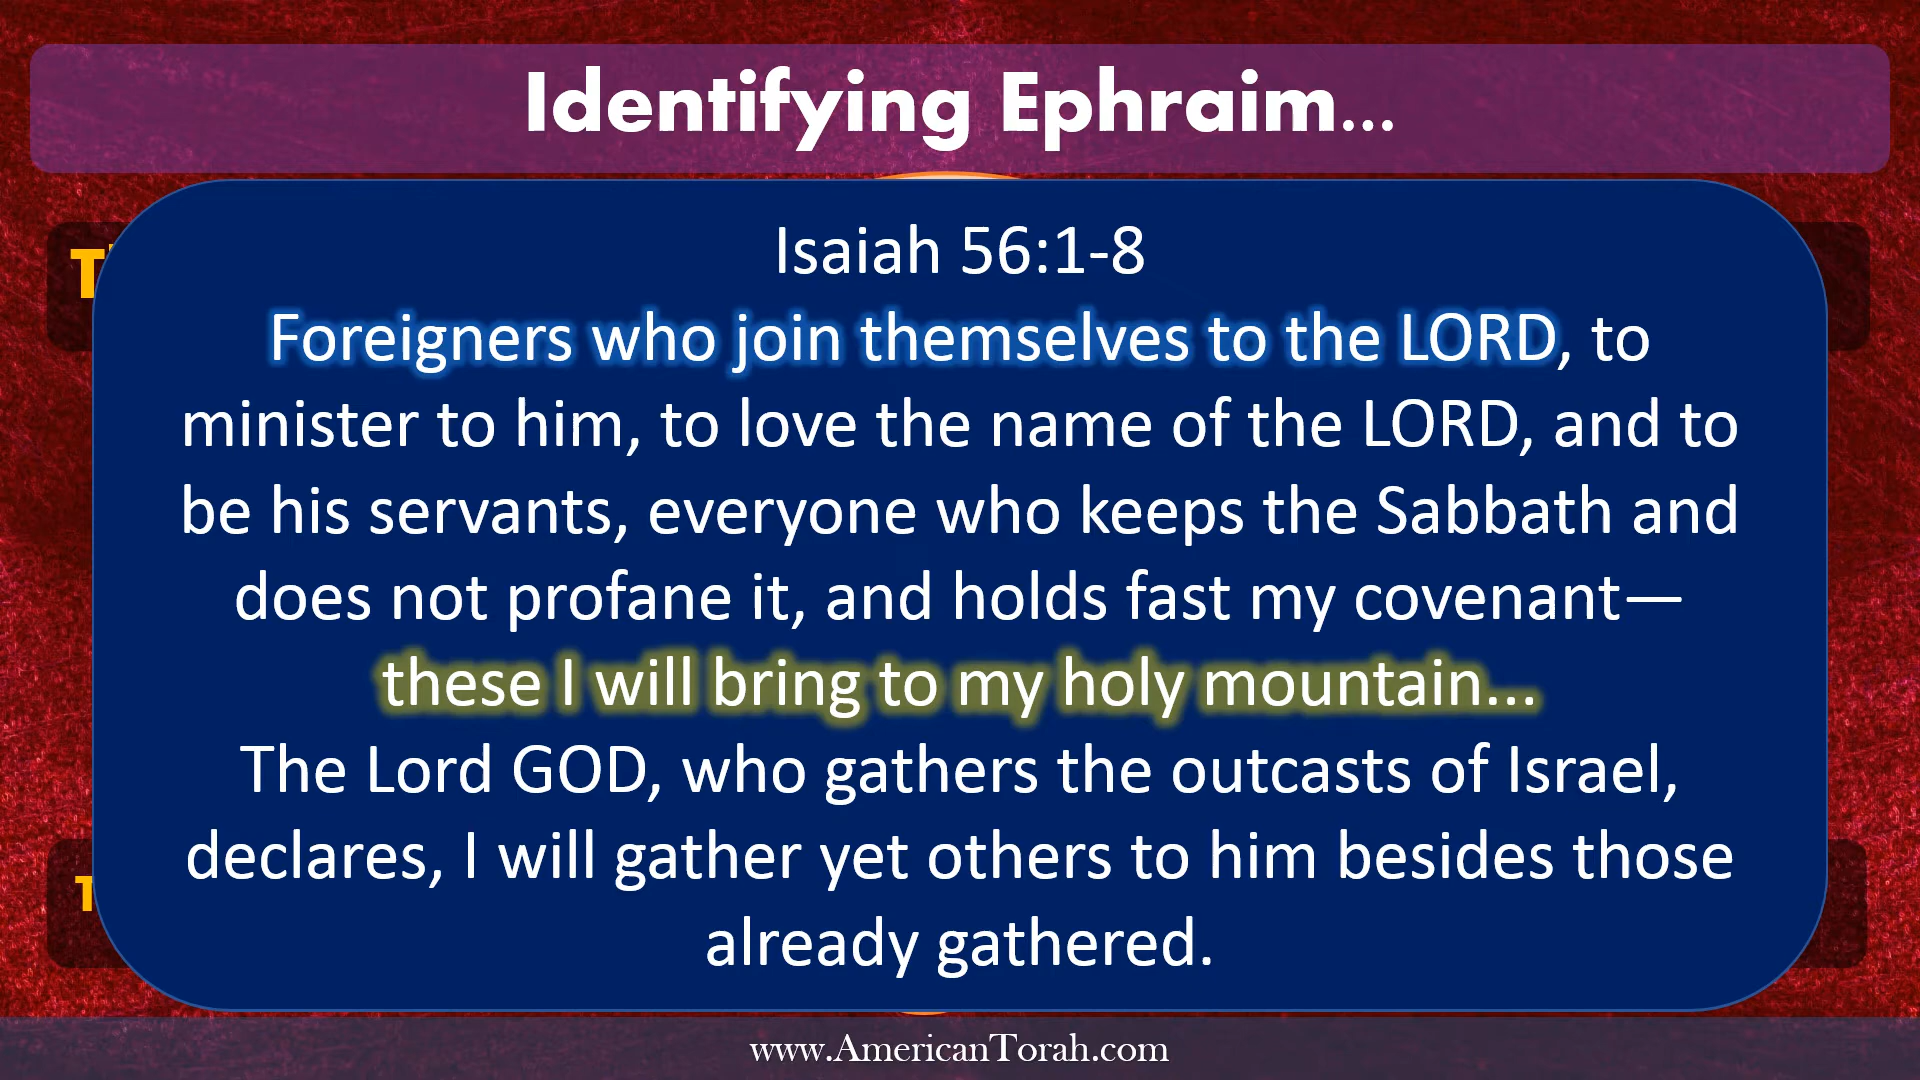 Identifying Ephraim...
Isaiah 56:1-8
Foreigners who join themselves to the LORD, to
minister to him, to love the name of the LORD, and to
be his servants, everyone who keeps the Sabbath and
does not profane it, and holds fast my covenant—
these I will bring to my holy mountain...
The Lord GOD, who gathers the outcasts of Israel,
declares, I will gather yet others to him besides those
already gathered.
www.AmericanTorah.com